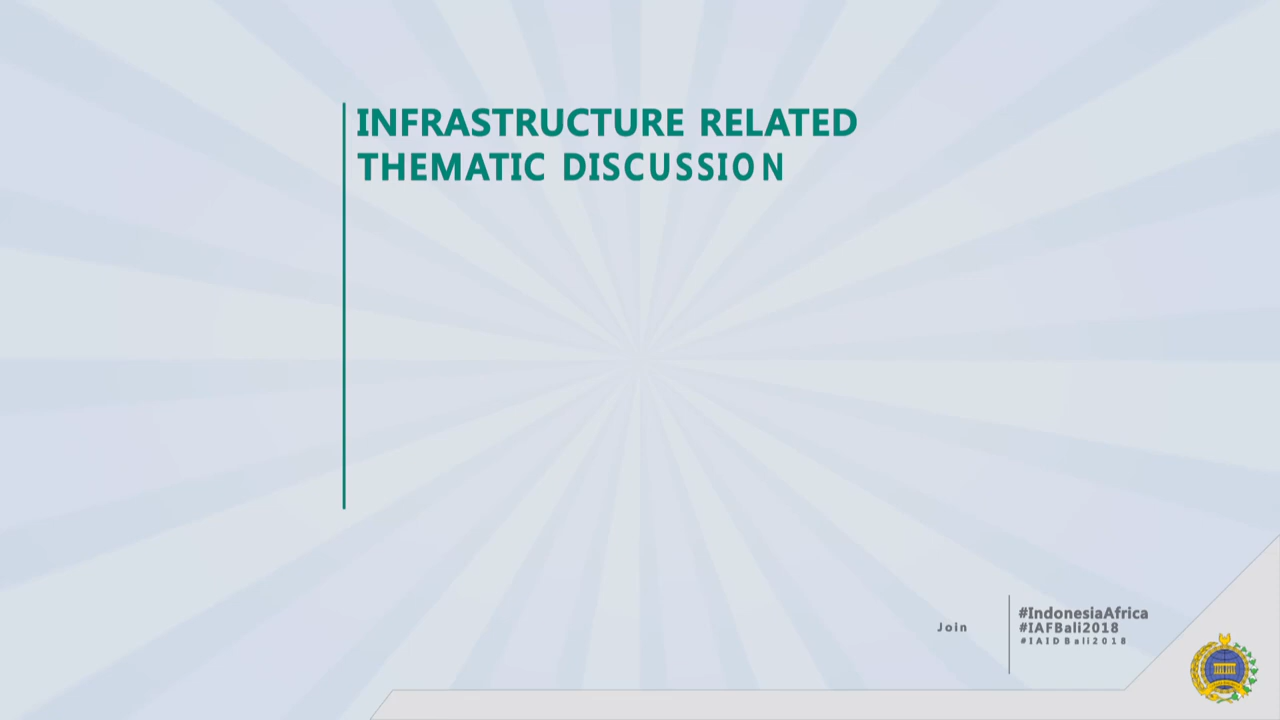 INFRASTRUCTURE RELATED
THEMATIC DISCUSSION
Join
#IndonesiaAfrica
#IAFBali2018
#IAIDBali2018